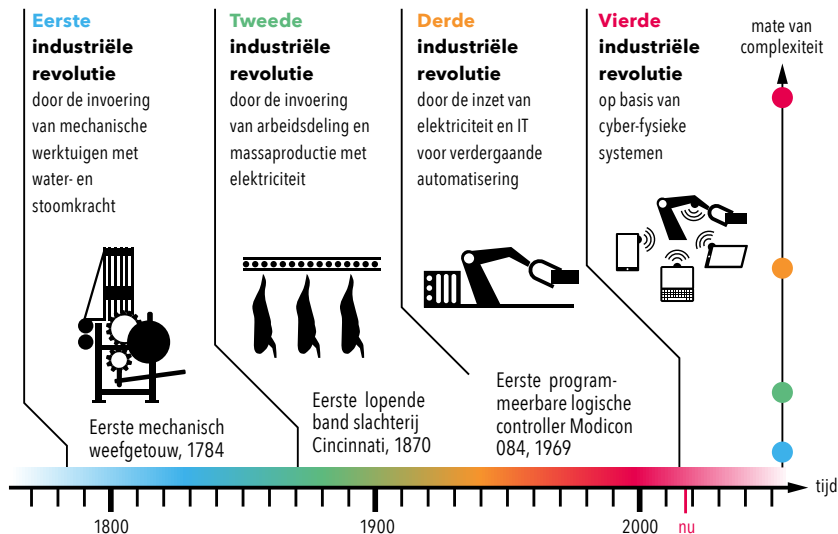 Eerste
industriële
revolutie
door de invoering
van mechanische
werktuigen met
water- en
stoomkracht
Tweede
industriële
revolutie
door de invoering
van arbeidsdeling en
massaproductie met
elektriciteit
Derde
industriële
revolutie
door de inzet van
elektriciteit en IT
voor verdergaande
automatisering
Vierde
industriële
revolutie
op basis van
cyber-fysieke
systemen
mate van
complexiteit
Eerste mechanisch
weefgetouw, 1784
Eerste lopende
band slachterij
Cincinnati, 1870
Eerste program-
meerbare logische
controller Modicon
084, 1969
tijd
1800
1900
2000
nu